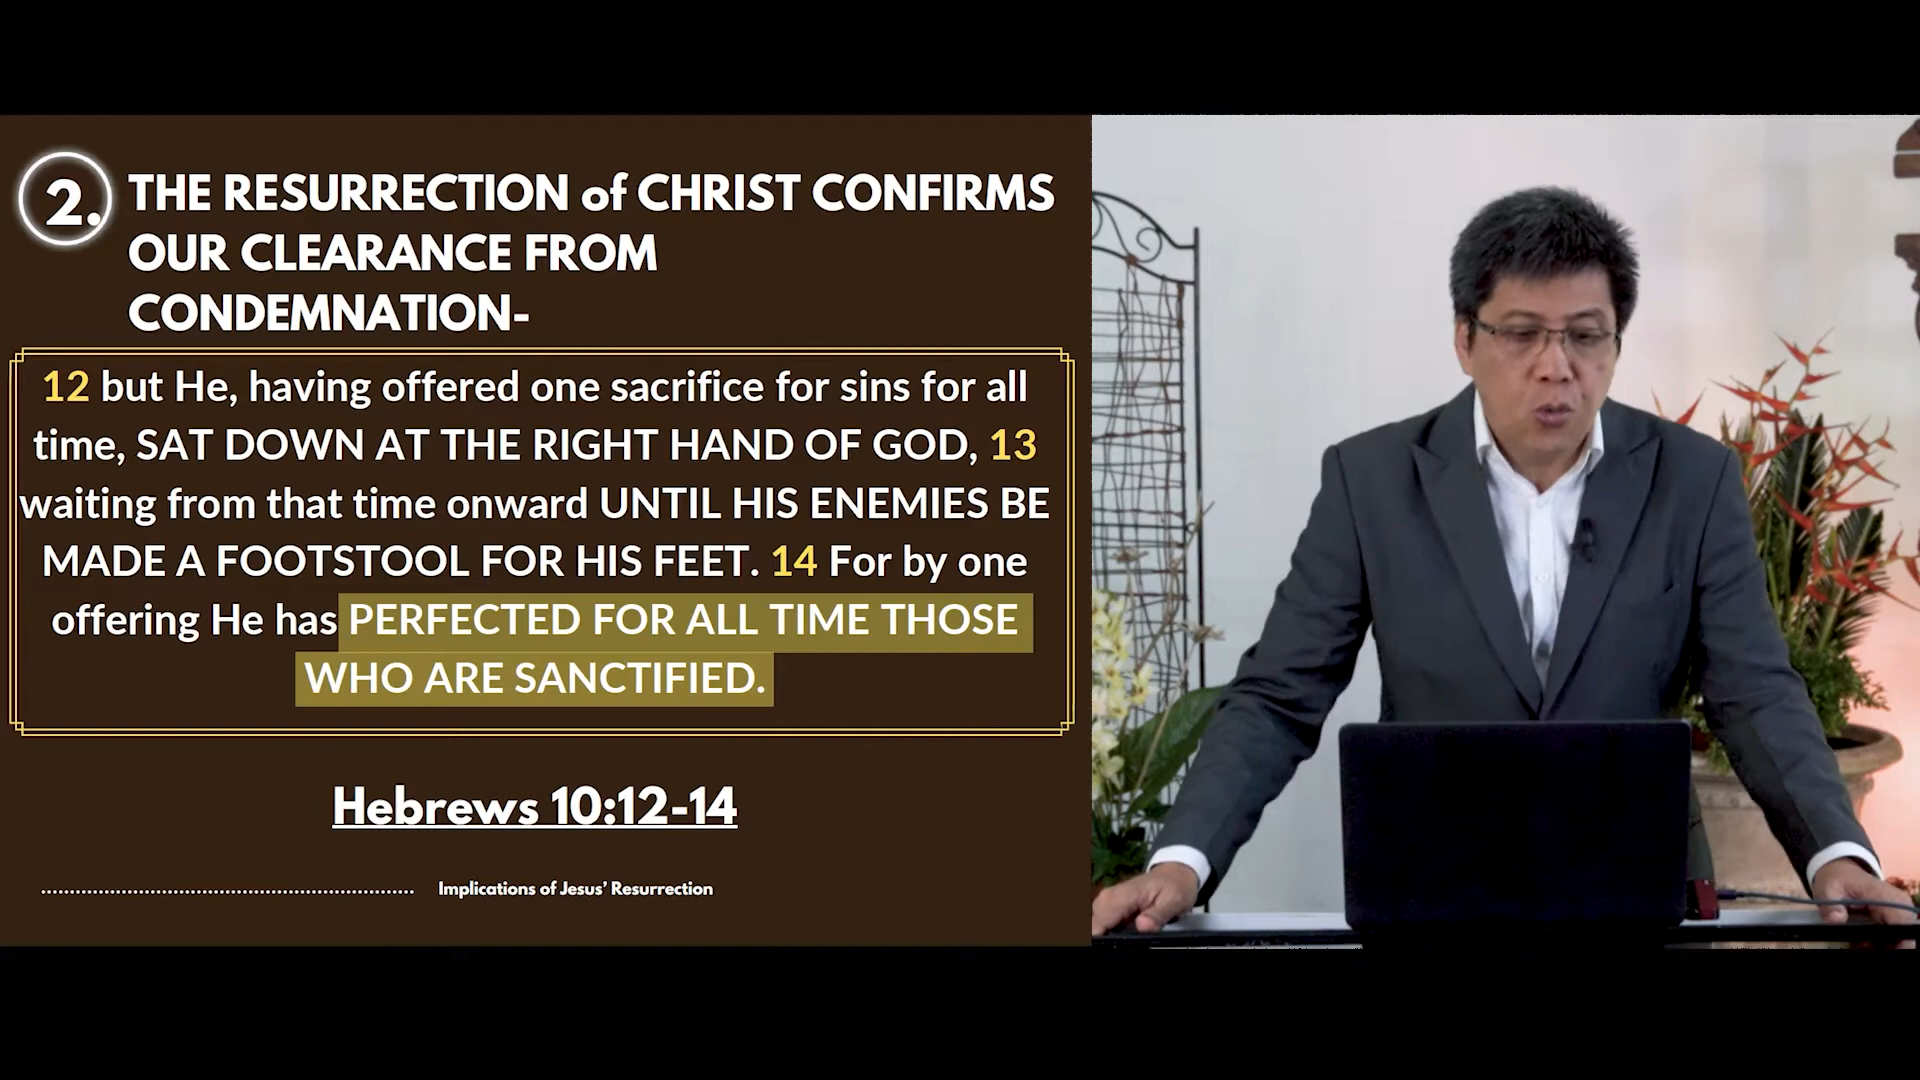 2. THE RESURRECTION of CHRIST CONFIRMS
OUR CLEARANCE FROM
CONDEMNATION-
12 but He, having offered one sacrifice for sins for all
time, SAT DOWN AT THE RIGHT HAND OF GOD, 13
waiting from that time onward UNTIL HIS ENEMIES BE
MADE A FOOTSTOOL FOR HIS FEET. 14 For by one
offering He has PERFECTED FOR ALL TIME THOSE
WHO ARE SANCTIFIED.
Hebrews 10:12-14
Implications of Jesus’ Resurrection